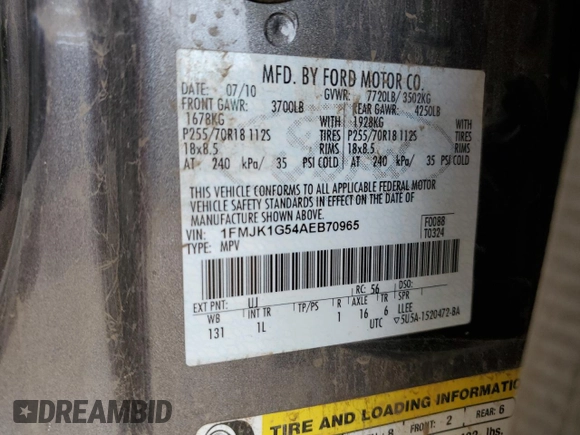 MFD. BY FORD MOTOR CO.
DATE: 07/10 GVWR: 7720LB/ 3502KG
FRONT GAWR: 3700LB REAR GAWR: 4250LB
1678KG WITH 1928KG WITH
P255/70R18 112S TIRES P255/70R18 112S TIRES
18x8.5 RIMS 18x8.5 RIMS
AT 240 kPa/ 35 PSI COLD AT 240 kPa/ 35 PSI COLD
THIS VEHICLE CONFORMS TO ALL APPLICABLE FEDERAL MOTOR
VEHICLE SAFETY STANDARDS IN EFFECT ON THE DATE OF
MANUFACTURE SHOWN ABOVE.
VIN: 1FMJK1G54AEB70965 F0088
TYPE: MPV T0324
EXT PNT: UJ RC: 56 DSO:
WB INT TR TP/PS R AXLE TR SPR
131 1L 1 16 6 LLEE
UTC ▽5U5A-1520472-BA
TIRE AND LOADING INFORMATION
FRONT: 2 REAR: 6
lbs.
DREAMBID